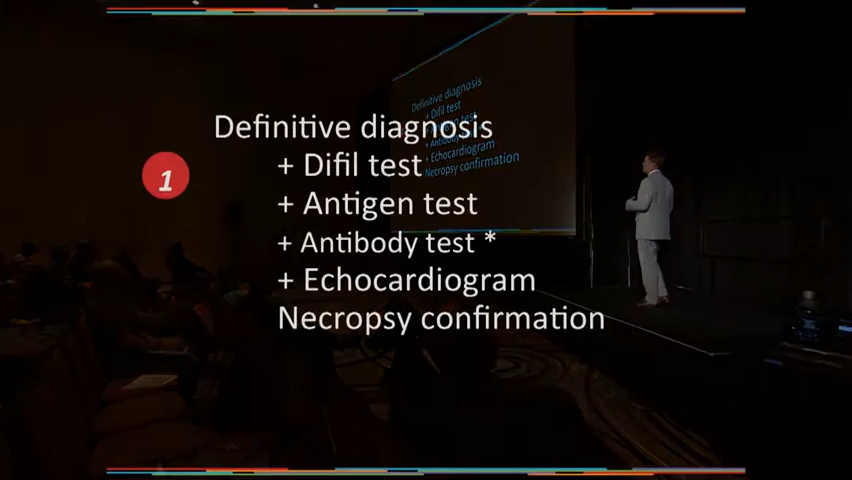 Definitive diagnosis
1
+ Difil test
+ Antigen test
+ Antibody test *
+ Echocardiogram
Necropsy confirmation
Definitive diagnosis
+ Difil test
+ Antigen test
+ Antibody test
+ Echocardiogram
Necropsy confirmation